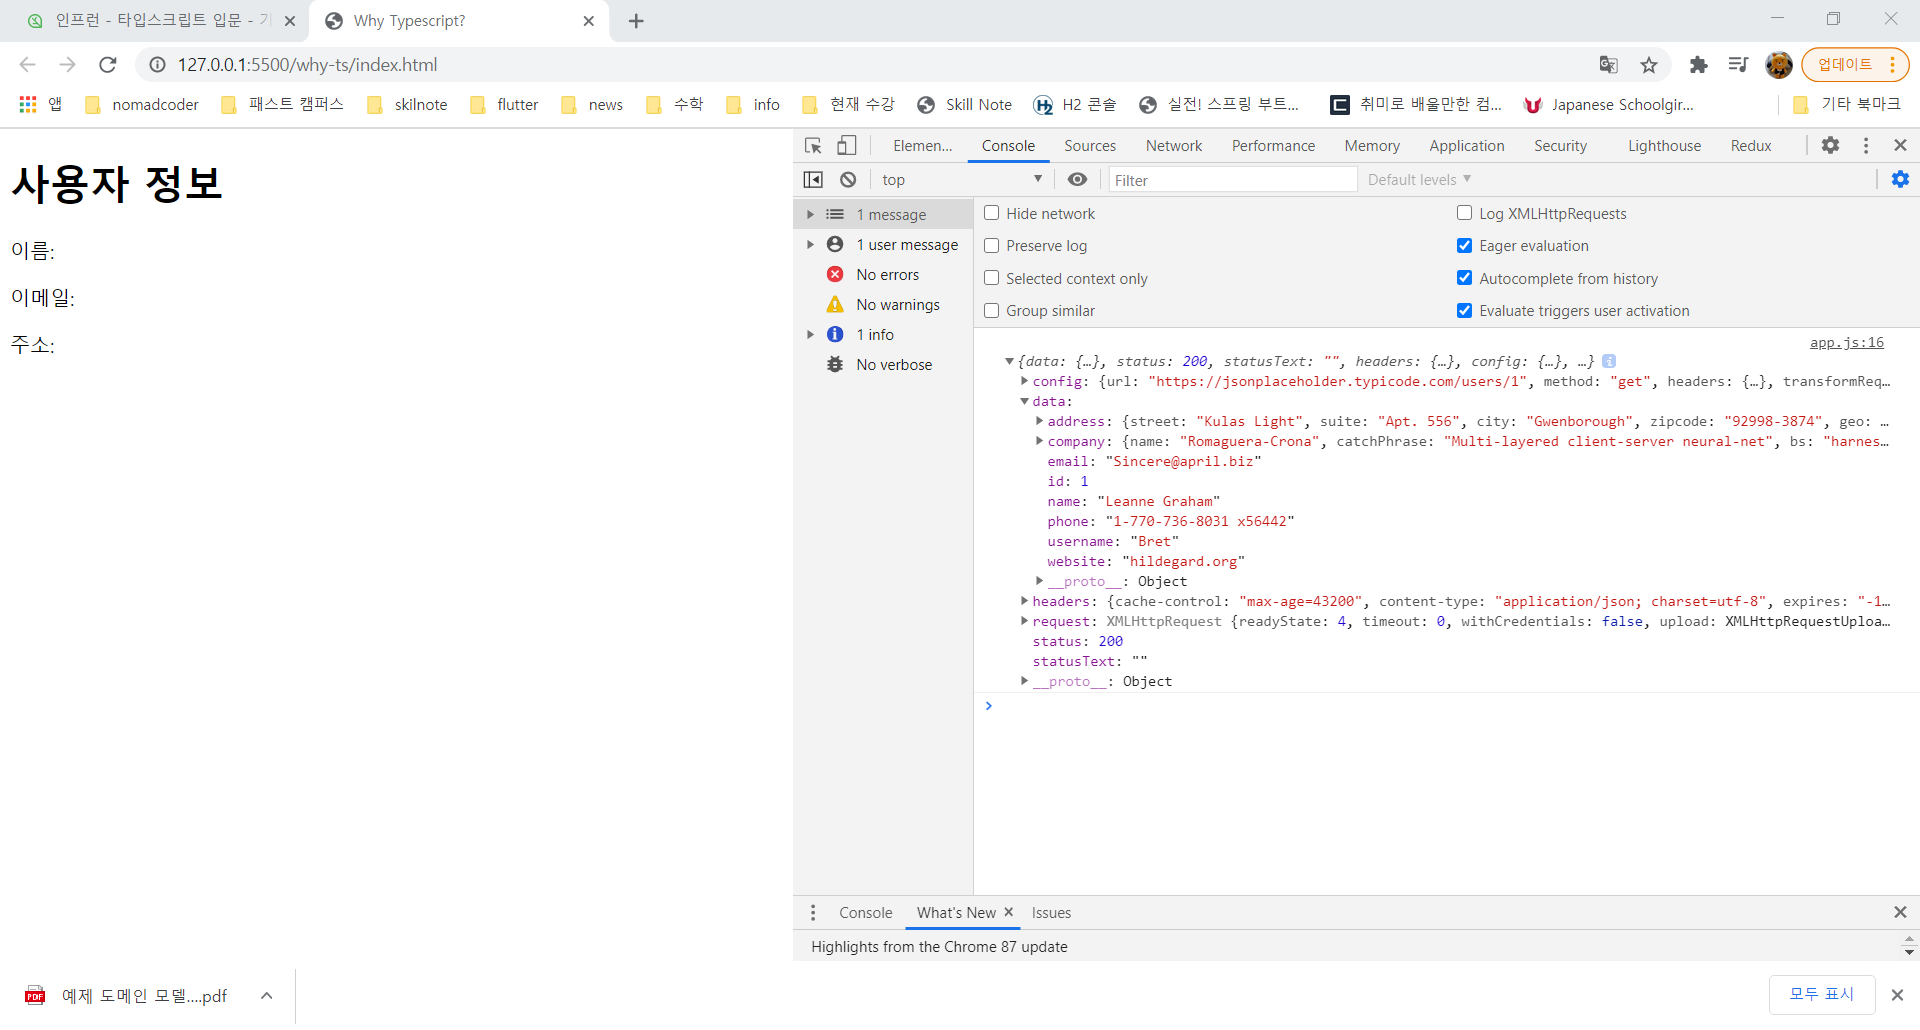 인프런 - 타입스크립트 입문 - 기
Why Typescript?
127.0.0.1:5500/why-ts/index.html
업데이트
앱
nomadcoder
패스트 캠퍼스
skilnote
flutter
news
수학
info
현재 수강
Skill Note
H2 콘솔
실전! 스프링 부트...
취미로 배울만한 컴...
Japanese Schoolgir...
기타 북마크
사용자 정보
이름:
이메일:
주소:
Elemen...
Console
Sources
Network
Performance
Memory
Application
Security
Lighthouse
Redux
top
Filter
Default levels
1 message
1 user message
No errors
No warnings
1 info
No verbose
Hide network
Log XMLHttpRequests
Preserve log
Eager evaluation
Selected context only
Autocomplete from history
Group similar
Evaluate triggers user activation
app.js:16
{data: {…}, status: 200, statusText: "", headers: {…}, config: {…}, …}
config: {url: "https://jsonplaceholder.typicode.com/users/1", method: "get", headers: {…}, transformReq…
data:
address: {street: "Kulas Light", suite: "Apt. 556", city: "Gwenborough", zipcode: "92998-3874", geo: …
company: {name: "Romaguera-Crona", catchPhrase: "Multi-layered client-server neural-net", bs: "harnes…
email: "Sincere@april.biz"
id: 1
name: "Leanne Graham"
phone: "1-770-736-8031 x56442"
username: "Bret"
website: "hildegard.org"
__proto__: Object
headers: {cache-control: "max-age=43200", content-type: "application/json; charset=utf-8", expires: "-1…
request: XMLHttpRequest {readyState: 4, timeout: 0, withCredentials: false, upload: XMLHttpRequestUploa…
status: 200
statusText: ""
__proto__: Object
Console
What's New
Issues
Highlights from the Chrome 87 update
예제 도메인 모델....pdf
모두 표시